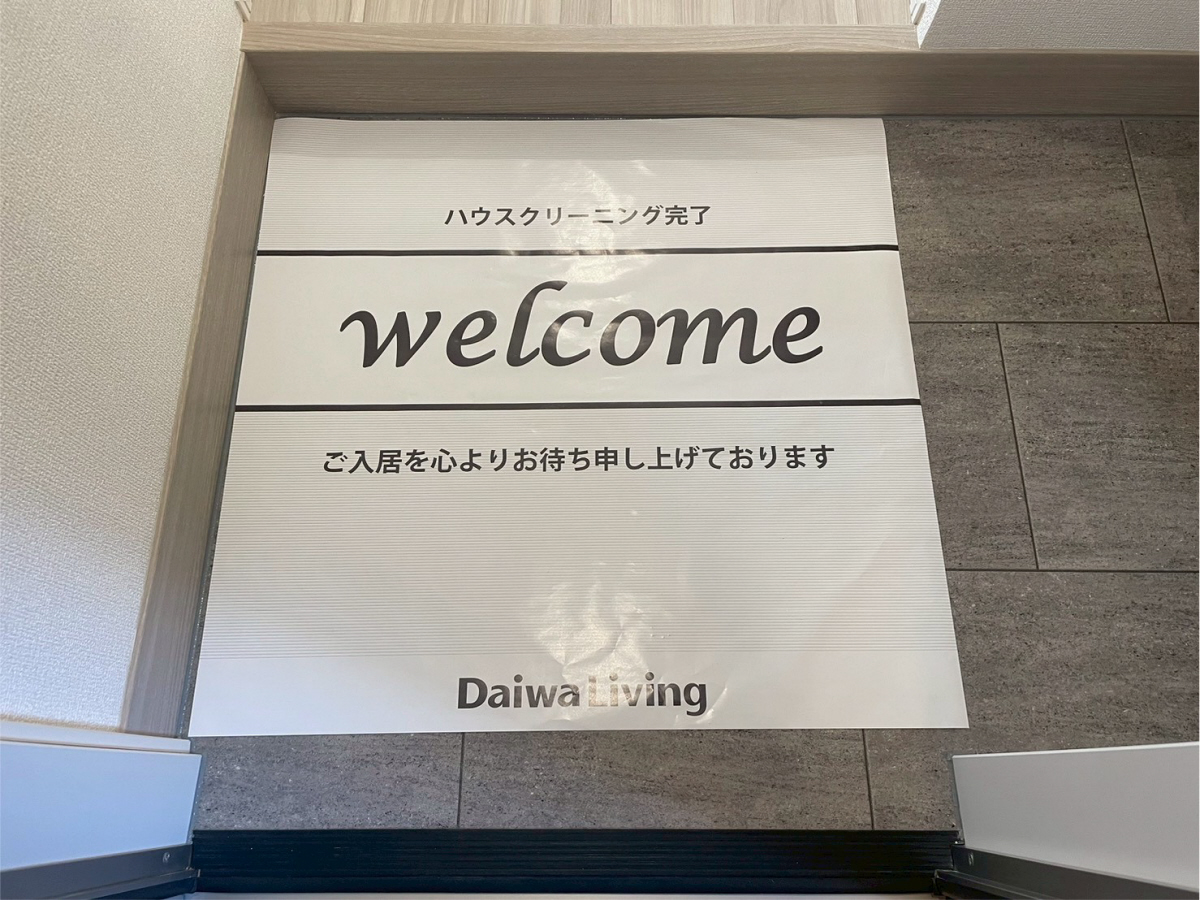 ハウスクリーニング完了
welcome
ご入居を心よりお待ち申し上げております
Daiwa Living